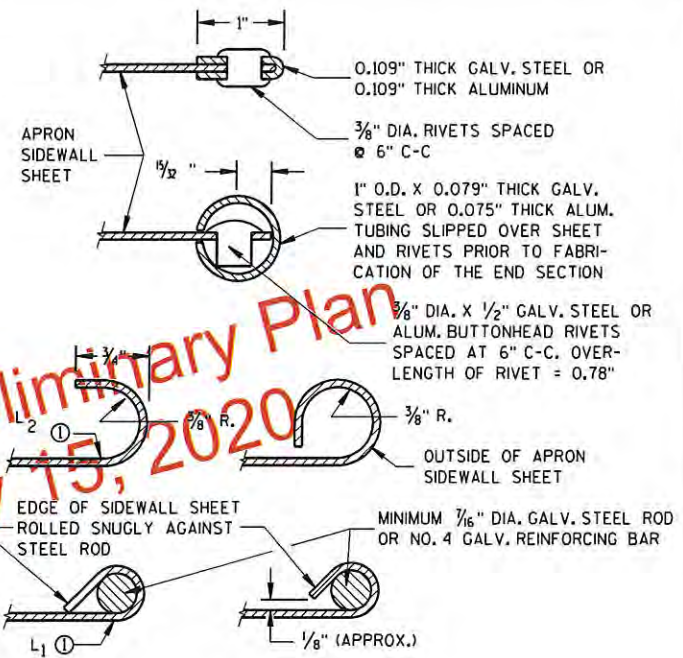 1"
0.109" THICK GALV. STEEL OR
0.109" THICK ALUMINUM
3/8" DIA. RIVETS SPACED
@ 6" C-C
APRON
SIDEWALL
SHEET
15/32 "
1" O.D. X 0.079" THICK GALV.
STEEL OR 0.075" THICK ALUM.
TUBING SLIPPED OVER SHEET
AND RIVETS PRIOR TO FABRI-
CATION OF THE END SECTION
3/8" DIA. X 1/2" GALV. STEEL OR
ALUM. BUTTONHEAD RIVETS
SPACED AT 6" C-C. OVER-
LENGTH OF RIVET = 0.78"
liminary Plan
15, 2020
3/4"
3/8" R.
3/8" R.
L2 ①
OUTSIDE OF APRON
SIDEWALL SHEET
EDGE OF SIDEWALL SHEET
ROLLED SNUGLY AGAINST
STEEL ROD
MINIMUM 7/16" DIA. GALV. STEEL ROD
OR NO. 4 GALV. REINFORCING BAR
L1 ①
1/8" (APPROX.)